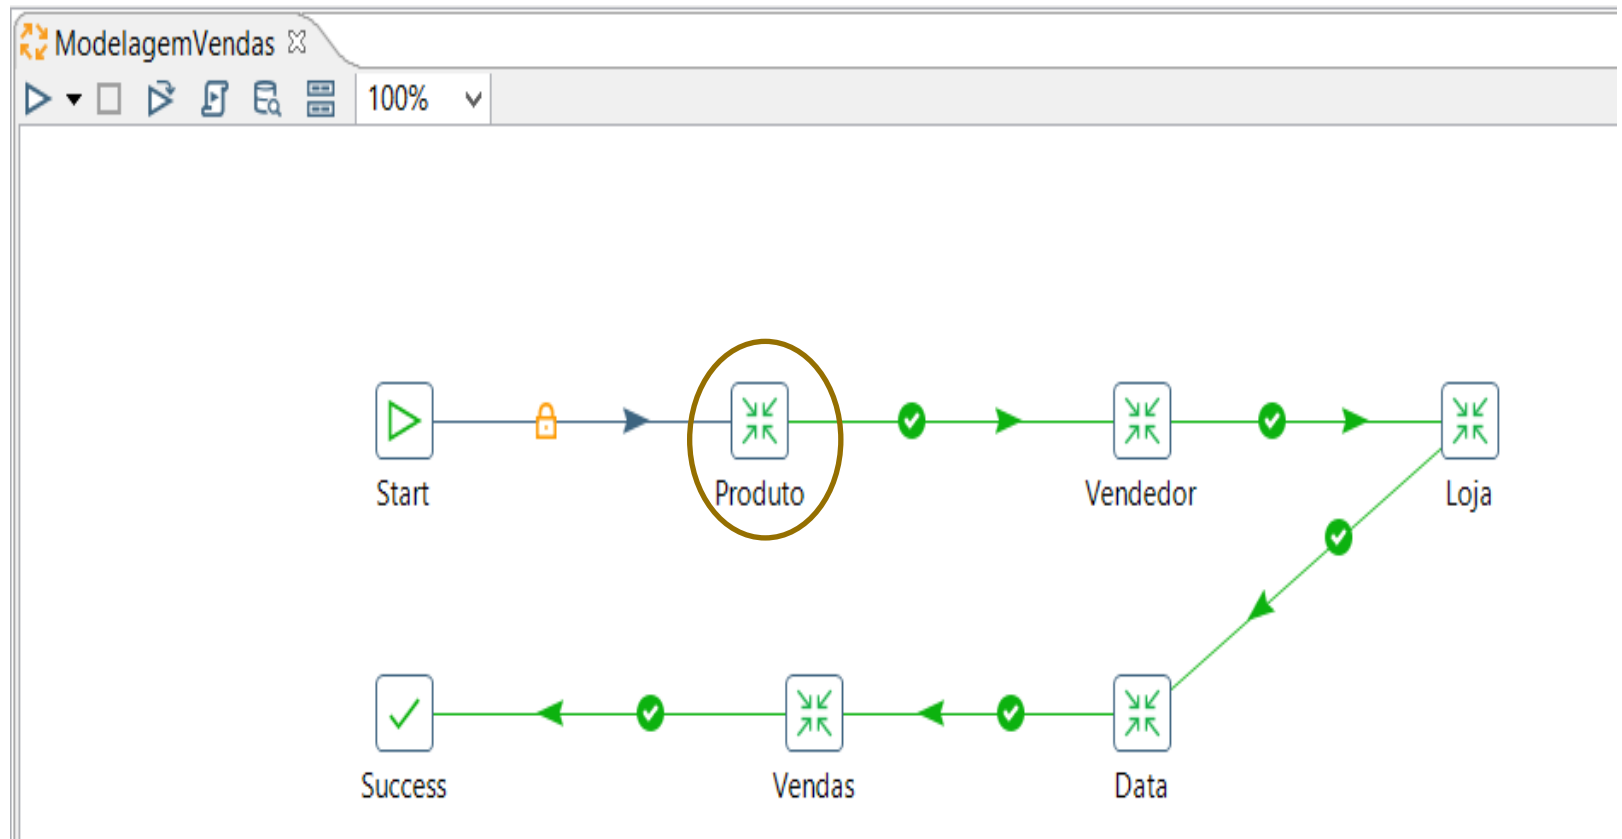 ModelagemVendas
100%
Start
Produto
Vendedor
Loja
Success
Vendas
Data